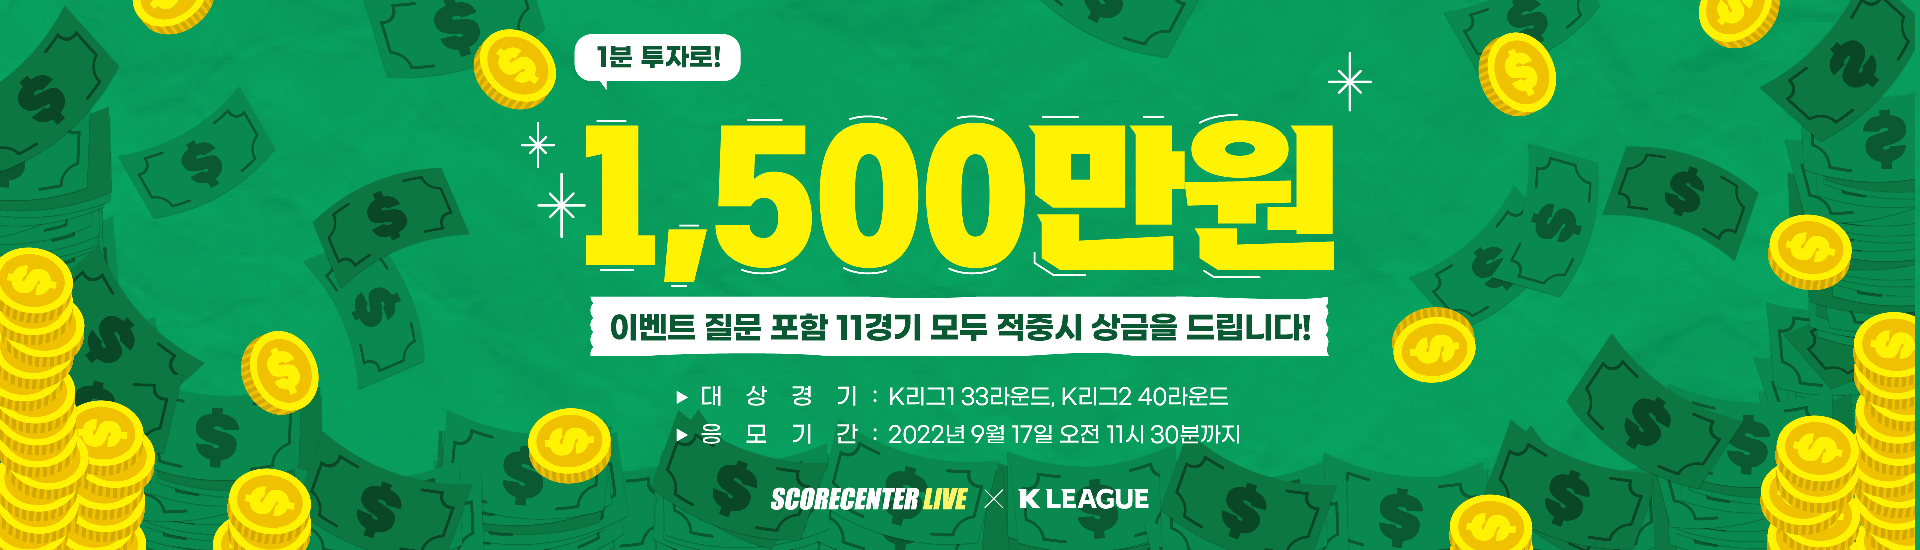 1분 투자로!
1,500만원
이벤트 질문 포함 11경기 모두 적중시 상금을 드립니다!
▶ 대 상 경 기 : K리그1 33라운드, K리그2 40라운드
▶ 응 모 기 간 : 2022년 9월 17일 오전 11시 30분까지
SCORECENTER LIVE × K LEAGUE